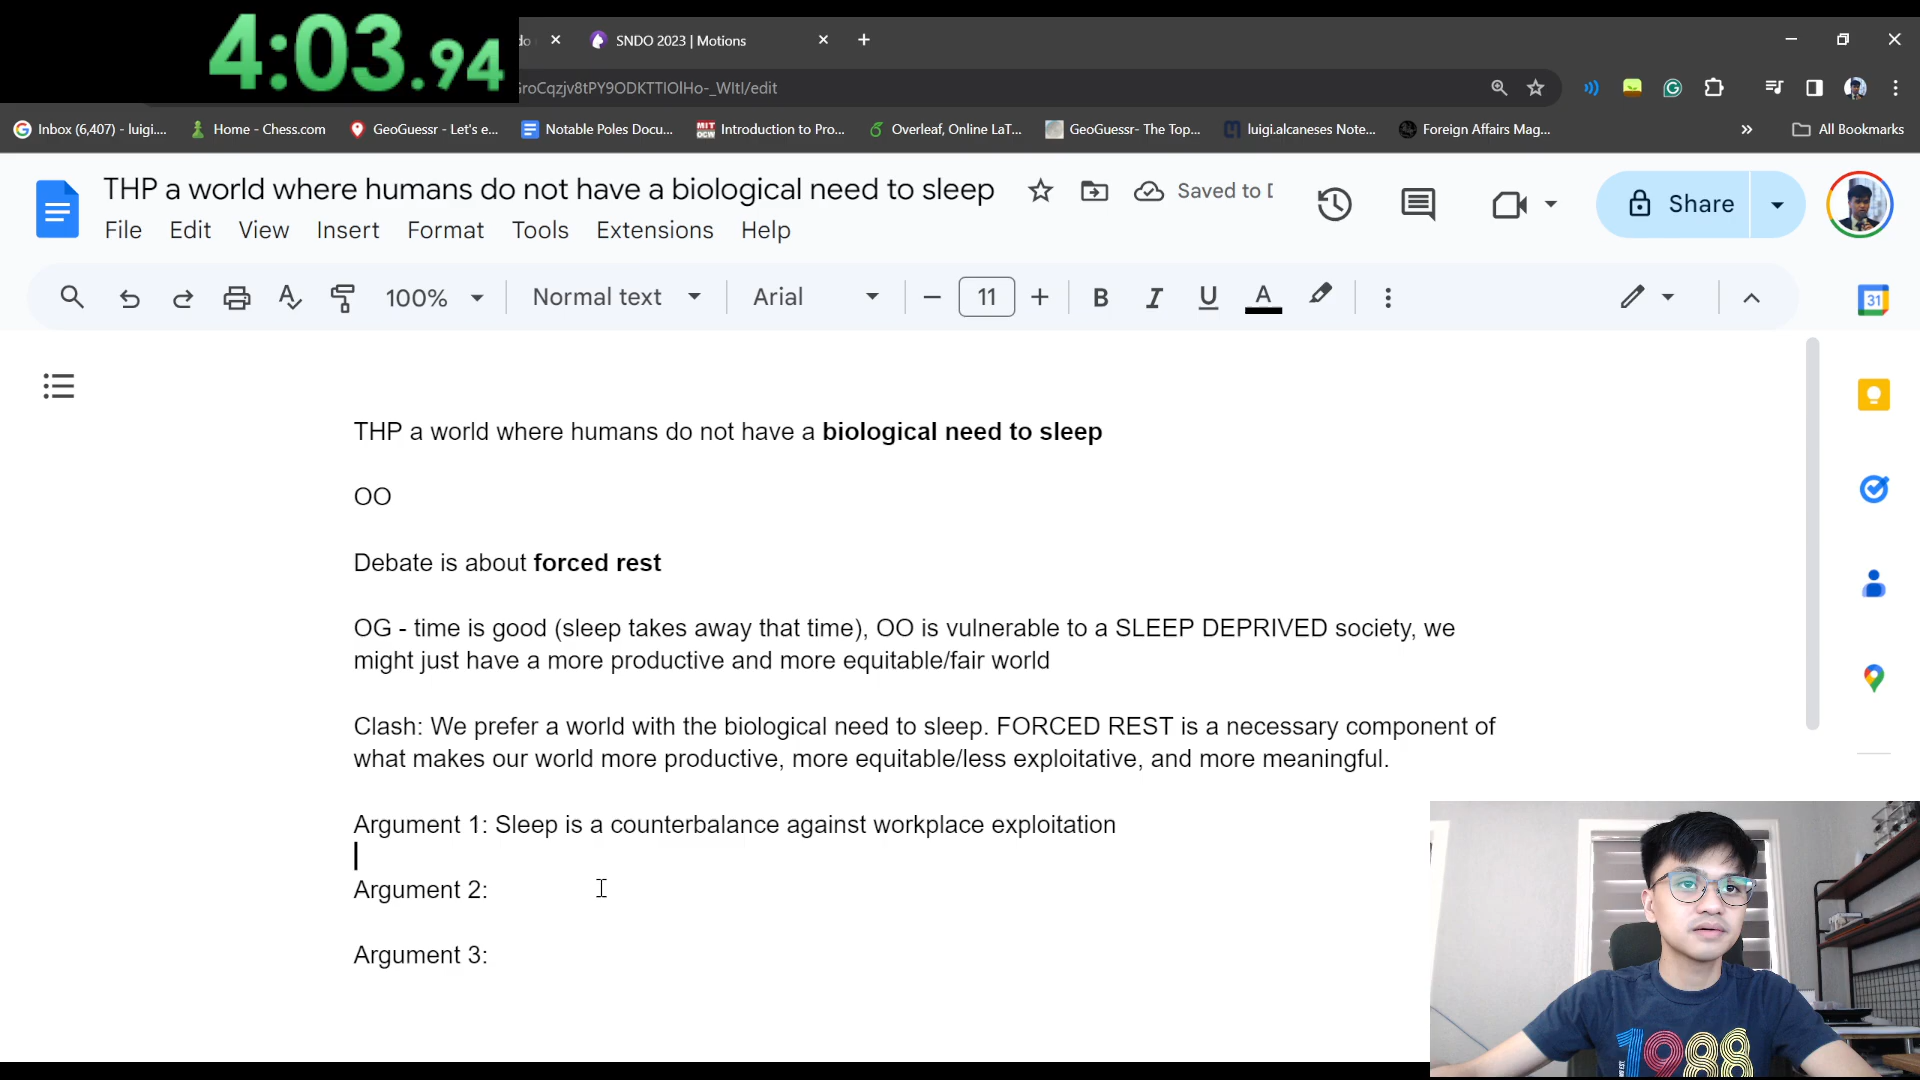 4:03.94
do
SNDO 2023 | Motions
iroCqzjv8tPY9ODKTTIOlHo-_WItI/edit
Inbox (6,407) - luigi....
Home - Chess.com
GeoGuessr - Let's e...
Notable Poles Docu...
Introduction to Pro...
Overleaf, Online LaT...
GeoGuessr- The Top...
luigi.alcaneses Note...
Foreign Affairs Mag...
All Bookmarks
THP a world where humans do not have a biological need to sleep
Saved to D
Share
File Edit View Insert Format Tools Extensions Help
100% Normal text Arial 11 B I U A
31
THP a world where humans do not have a biological need to sleep
OO
Debate is about forced rest
OG - time is good (sleep takes away that time), OO is vulnerable to a SLEEP DEPRIVED society, we
might just have a more productive and more equitable/fair world
Clash: We prefer a world with the biological need to sleep. FORCED REST is a necessary component of
what makes our world more productive, more equitable/less exploitative, and more meaningful.
Argument 1: Sleep is a counterbalance against workplace exploitation
Argument 2:
Argument 3:
1988